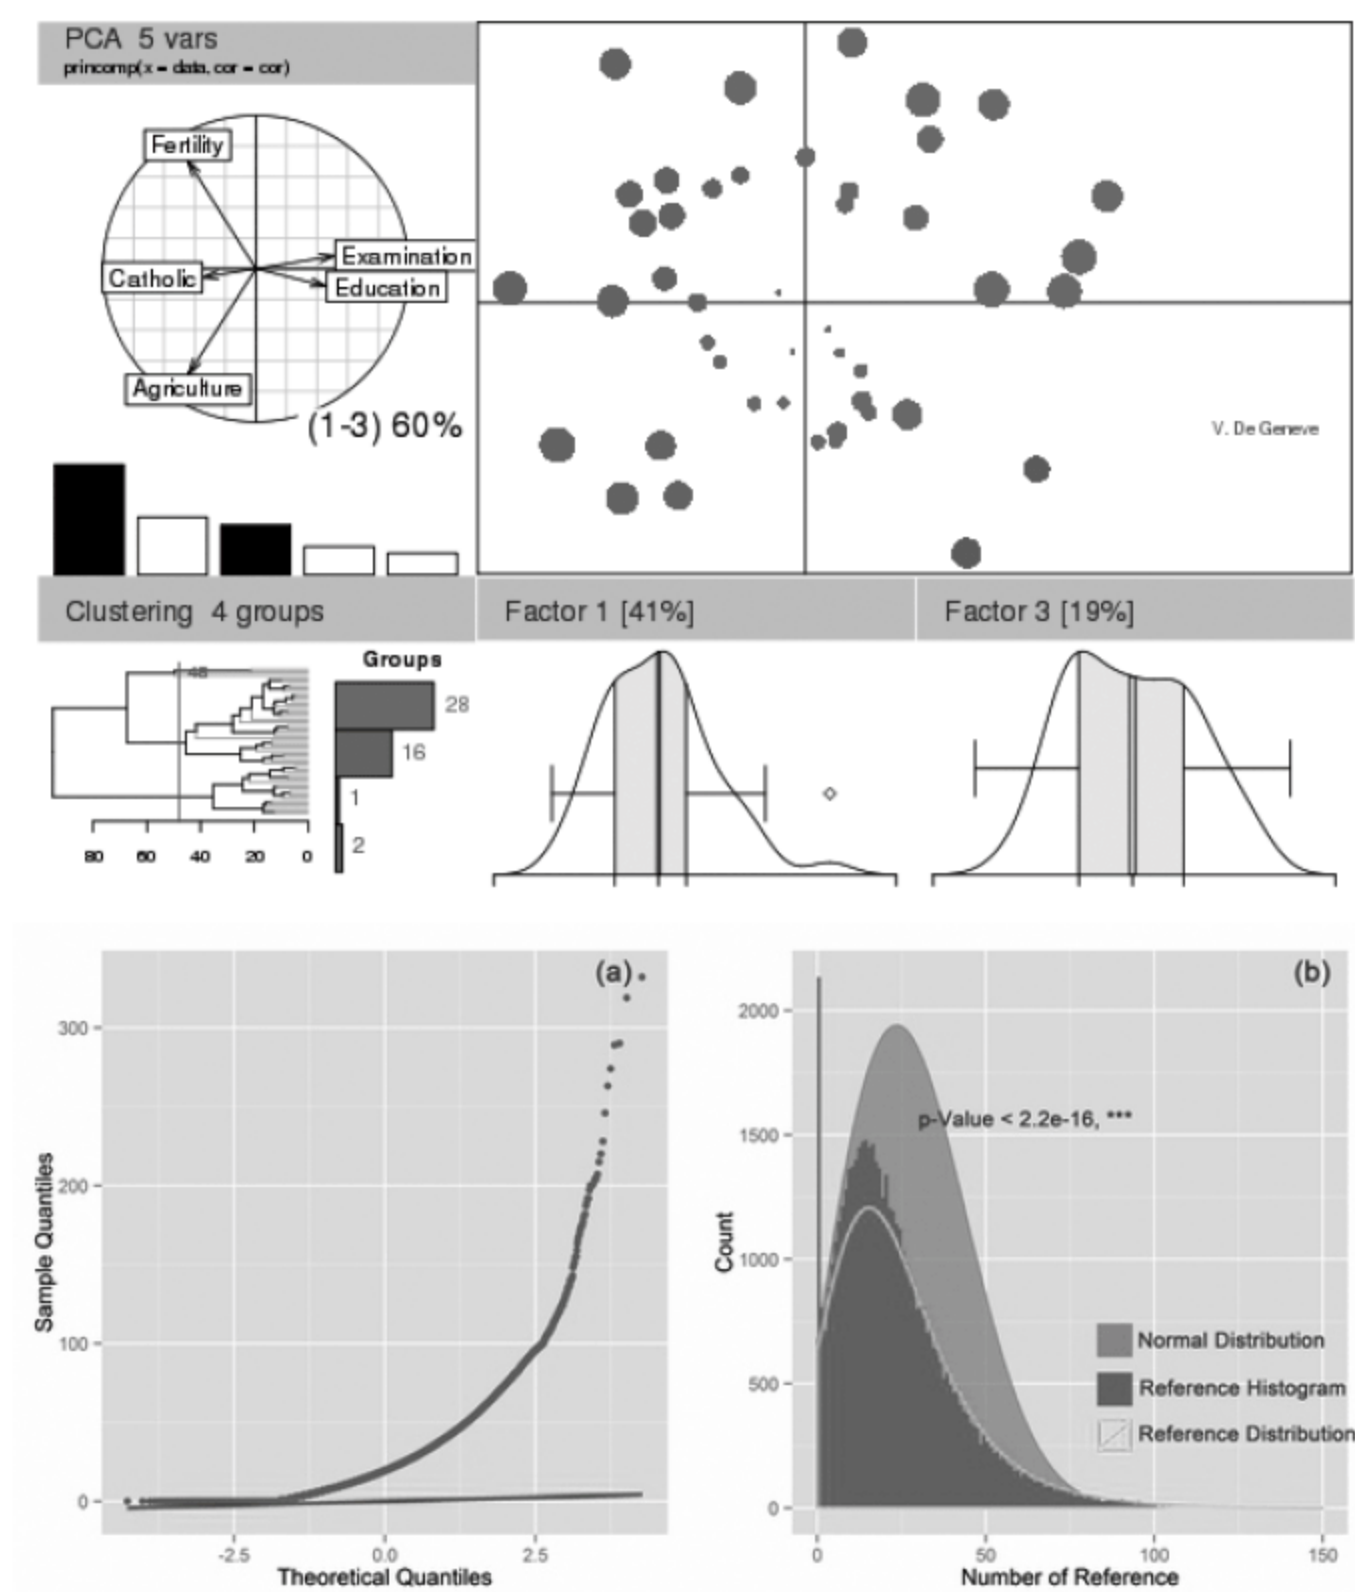 PCA 5 vars
princomp(x = data, cor = cor)
Fertility
Examination
Catholic
Education
Agriculture
(1-3) 60%
V. De Geneve
Clustering 4 groups
Factor 1 [41%]
Factor 3 [19%]
48
Groups
28
16
1
2
80 60 40 20 0
(a)
300
200
100
0
Sample Quantiles
-2.5 0.0 2.5
Theoretical Quantiles
(b)
2000
1500
1000
500
0
Count
p-Value < 2.2e-16, ***
Normal Distribution
Reference Histogram
Reference Distribution
0 50 100 150
Number of Reference